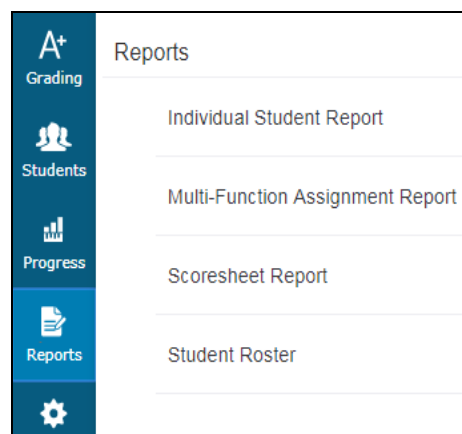 A+
Grading
Students
Progress
Reports
Reports
Individual Student Report
Multi-Function Assignment Report
Scoresheet Report
Student Roster